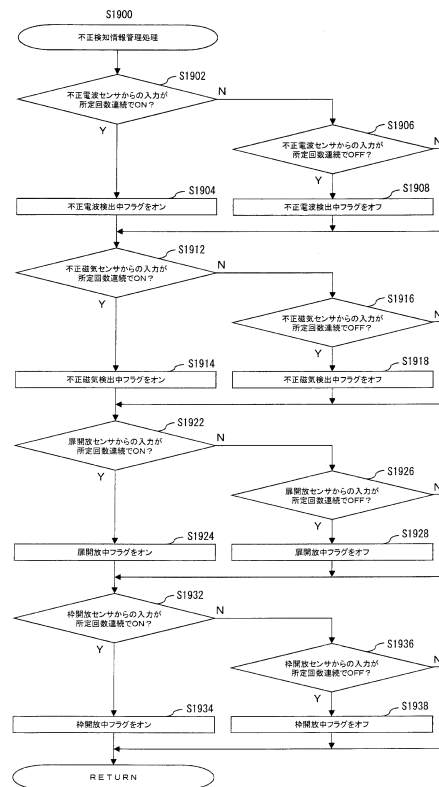 S1900
不正検知情報管理処理
S1902
不正電波センサからの入力が
所定回数連続でON?
N
Y
S1906
不正電波センサからの入力が
所定回数連続でOFF?
N
Y
S1904
不正電波検出中フラグをオン
S1908
不正電波検出中フラグをオフ
S1912
不正磁気センサからの入力が
所定回数連続でON?
N
Y
S1916
不正磁気センサからの入力が
所定回数連続でOFF?
N
Y
S1914
不正磁気検出中フラグをオン
S1918
不正磁気検出中フラグをオフ
S1922
扉開放センサからの入力が
所定回数連続でON?
N
Y
S1926
扉開放センサからの入力が
所定回数連続でOFF?
N
Y
S1924
扉開放中フラグをオン
S1928
扉開放中フラグをオフ
S1932
枠開放センサからの入力が
所定回数連続でON?
N
Y
S1936
枠開放センサからの入力が
所定回数連続でOFF?
N
Y
S1934
枠開放中フラグをオン
S1938
枠開放中フラグをオフ
RETURN